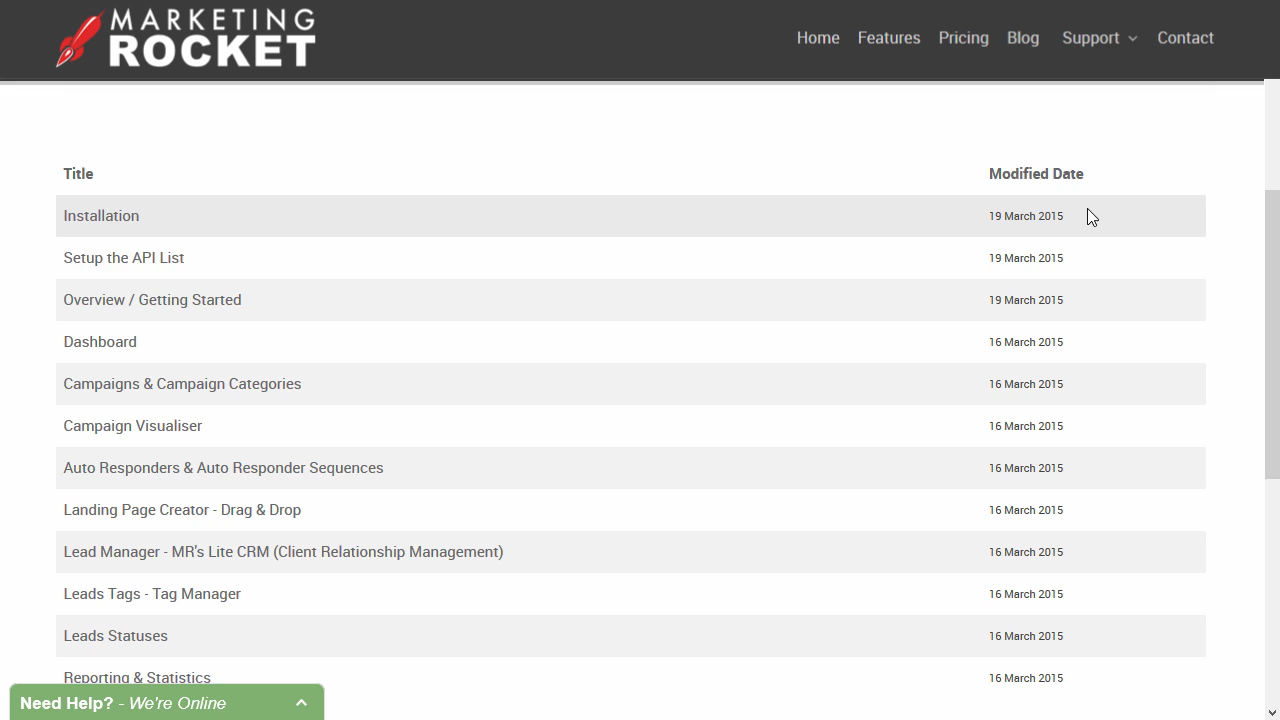 MARKETING
ROCKET
Home Features Pricing Blog Support Contact
Title Modified Date
Installation 19 March 2015
Setup the API List 19 March 2015
Overview / Getting Started 19 March 2015
Dashboard 16 March 2015
Campaigns & Campaign Categories 16 March 2015
Campaign Visualiser 16 March 2015
Auto Responders & Auto Responder Sequences 16 March 2015
Landing Page Creator - Drag & Drop 16 March 2015
Lead Manager - MR's Lite CRM (Client Relationship Management) 16 March 2015
Leads Tags - Tag Manager 16 March 2015
Leads Statuses 16 March 2015
Reporting & Statistics 16 March 2015
Need Help? - We're Online